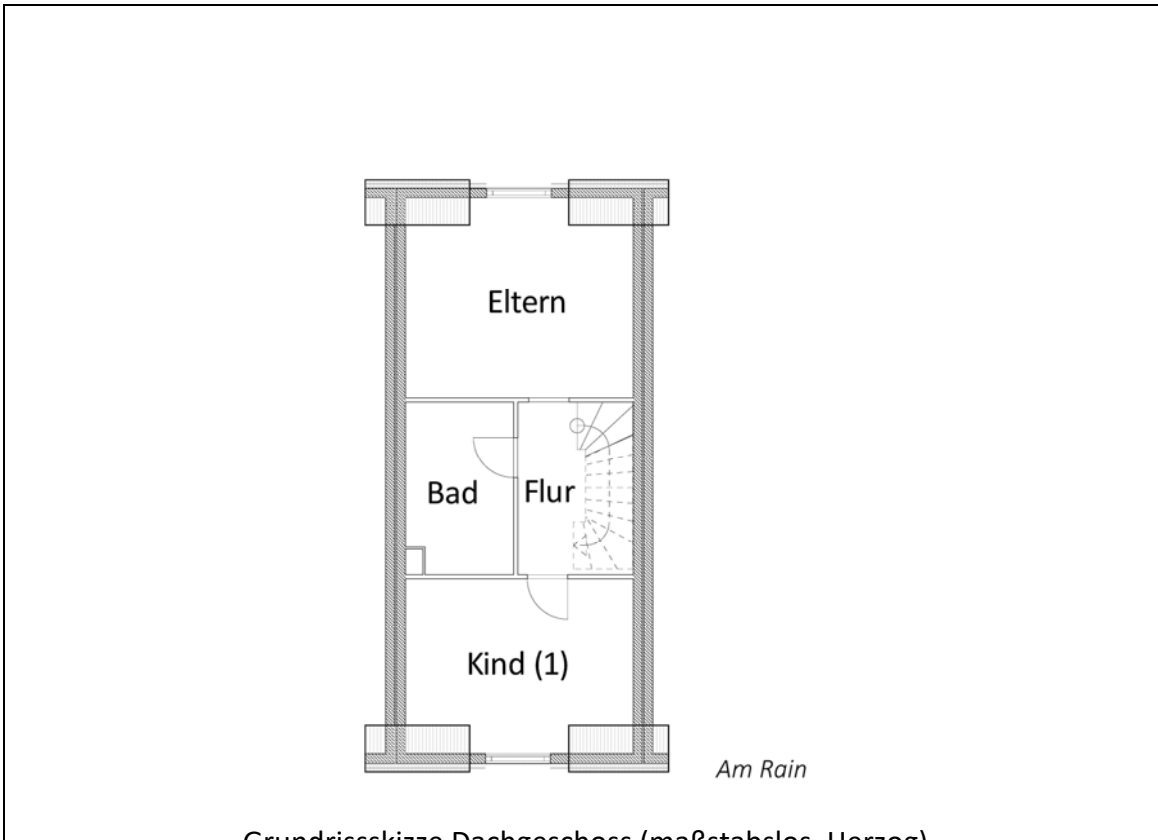 Eltern
Bad
Flur
Kind (1)
Am Rain
Grundrissskizze Dachgeschoss (maßstabslos, Herzog)